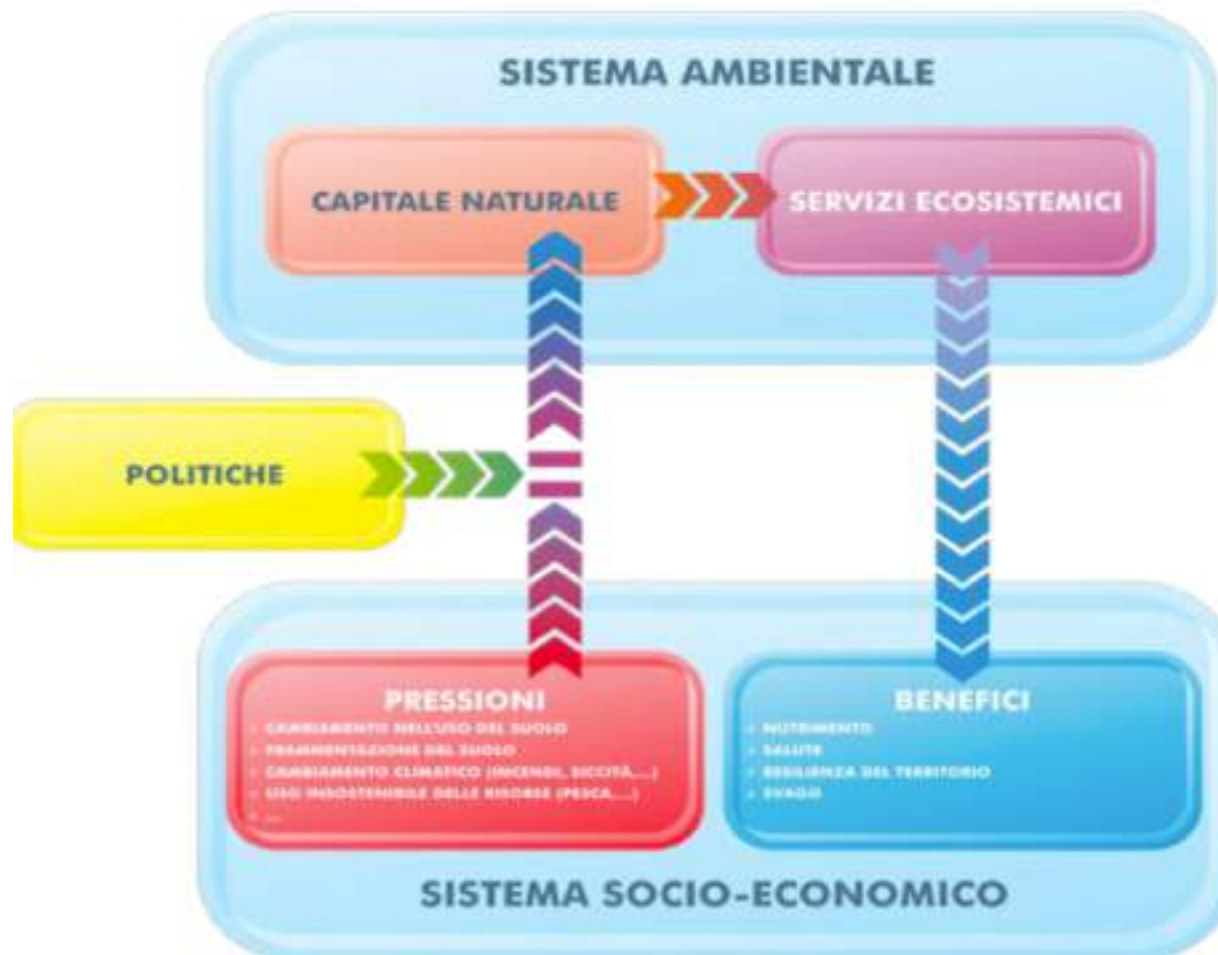 SISTEMA AMBIENTALE
CAPITALE NATURALE
SERVIZI ECOSISTEMICI
POLITICHE
PRESSIONI
CAMBIAMENTO NELL'USO DEL SUOLO
FRAMMENTAZIONE DEL SUOLO
CAMBIAMENTO CLIMATICO (INCENDI, SICCITÀ,...)
USO INSOSTENIBILE DELLE RISORSE (PESCA,...)
...
BENEFICI
NUTRIMENTO
SALUTE
RESILIENZA DEL TERRITORIO
SVAGO
SISTEMA SOCIO-ECONOMICO